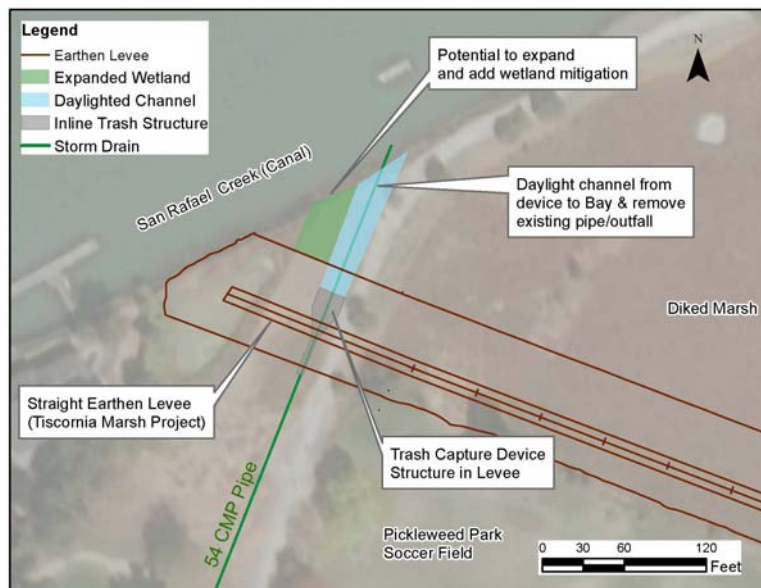 Legend
Earthen Levee
Expanded Wetland
Daylighted Channel
Inline Trash Structure
Storm Drain
Potential to expand
and add wetland mitigation
N
San Rafael Creek (Canal)
Daylight channel from
device to Bay & remove
existing pipe/outfall
Diked Marsh
Straight Earthen Levee
(Tiscornia Marsh Project)
Trash Capture Device
Structure in Levee
54 CMP Pipe
Pickleweed Park
Soccer Field
0 30 60 120
Feet